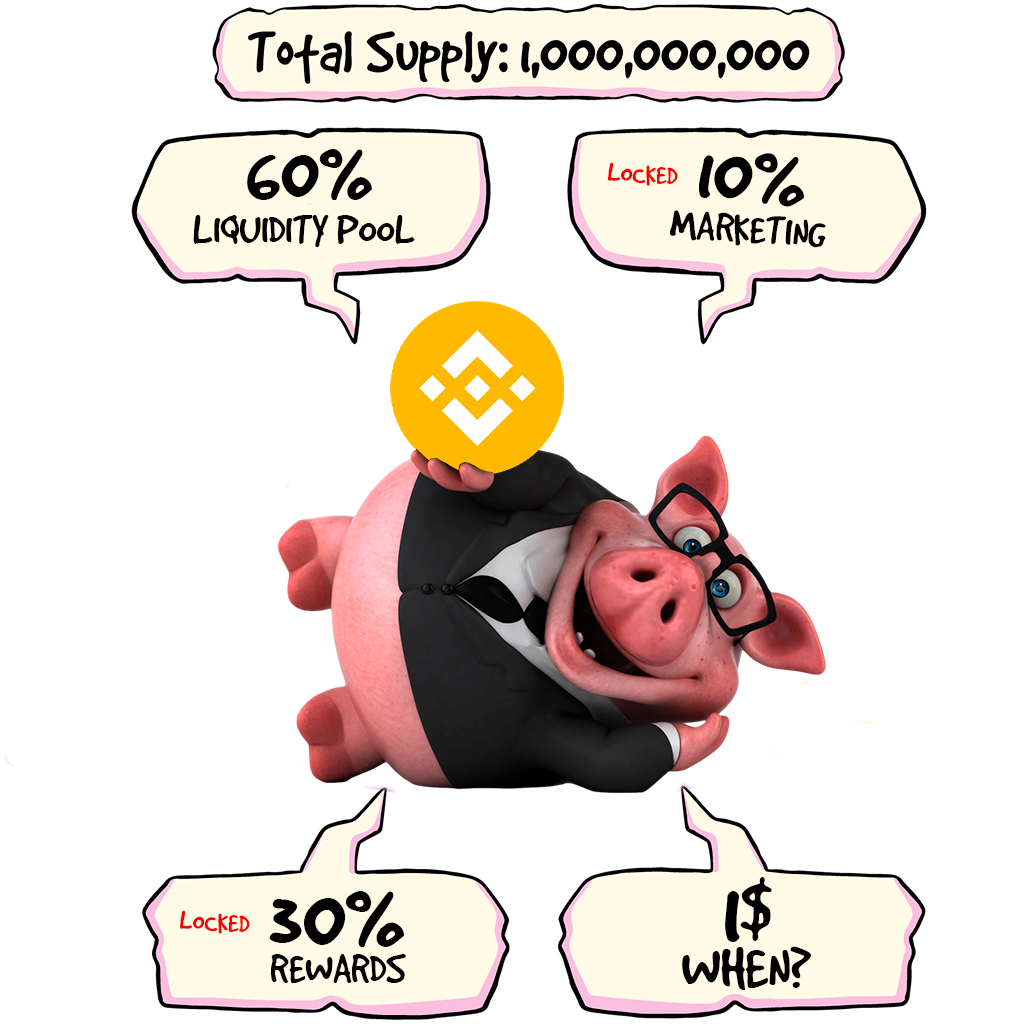 Total Supply: 1,000,000,000
60%
LIQUIDITY POOL
LOCKED 10%
MARKETING
LOCKED 30%
REWARDS
1$
WHEN?